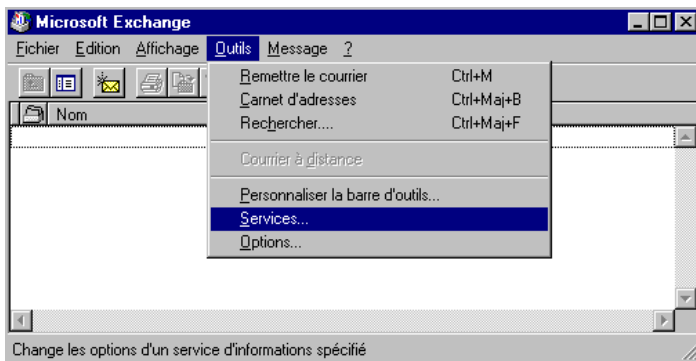 Microsoft Exchange
Fichier Edition Affichage Outils Message ?
Remettre le courrier Ctrl+M
Carnet d'adresses Ctrl+Maj+B
Rechercher.... Ctrl+Maj+F
Courrier à distance
Personnaliser la barre d'outils...
Services...
Options...
Nom
Change les options d'un service d'informations spécifié